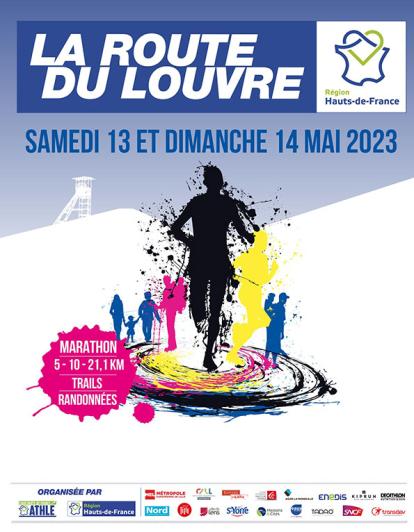 LA ROUTE
DU LOUVRE
Région
Hauts-de-France
SAMEDI 13 ET DIMANCHE 14 MAI 2023
MARATHON
5 - 10 - 21,1 KM
TRAILS
RANDONNÉES
ORGANISÉE PAR
ATHLE
Région
Hauts-de-France
MÉTROPOLE
Nord
enedis
KIPRUN
DECATHLON
TADAO
SNCF
transdev